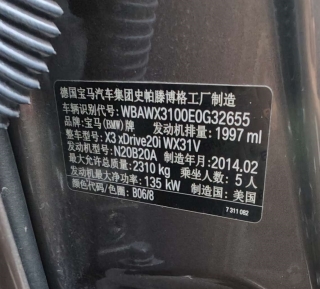 德国宝马汽车集团史帕滕博格工厂制造
车辆识别代号: WBAWX3100E0G32655
品牌: 宝马(BMW)牌 发动机排量: 1997 ml
整车型号: X3 xDrive20i WX31V
发动机型号: N20B20A 制造年月: 2014.02
最大允许总质量: 2310 kg 乘坐人数: 5 人
发动机最大净功率: 135 kW 制造国: 美国
颜色代码/色圈: B06/8
7 311 082